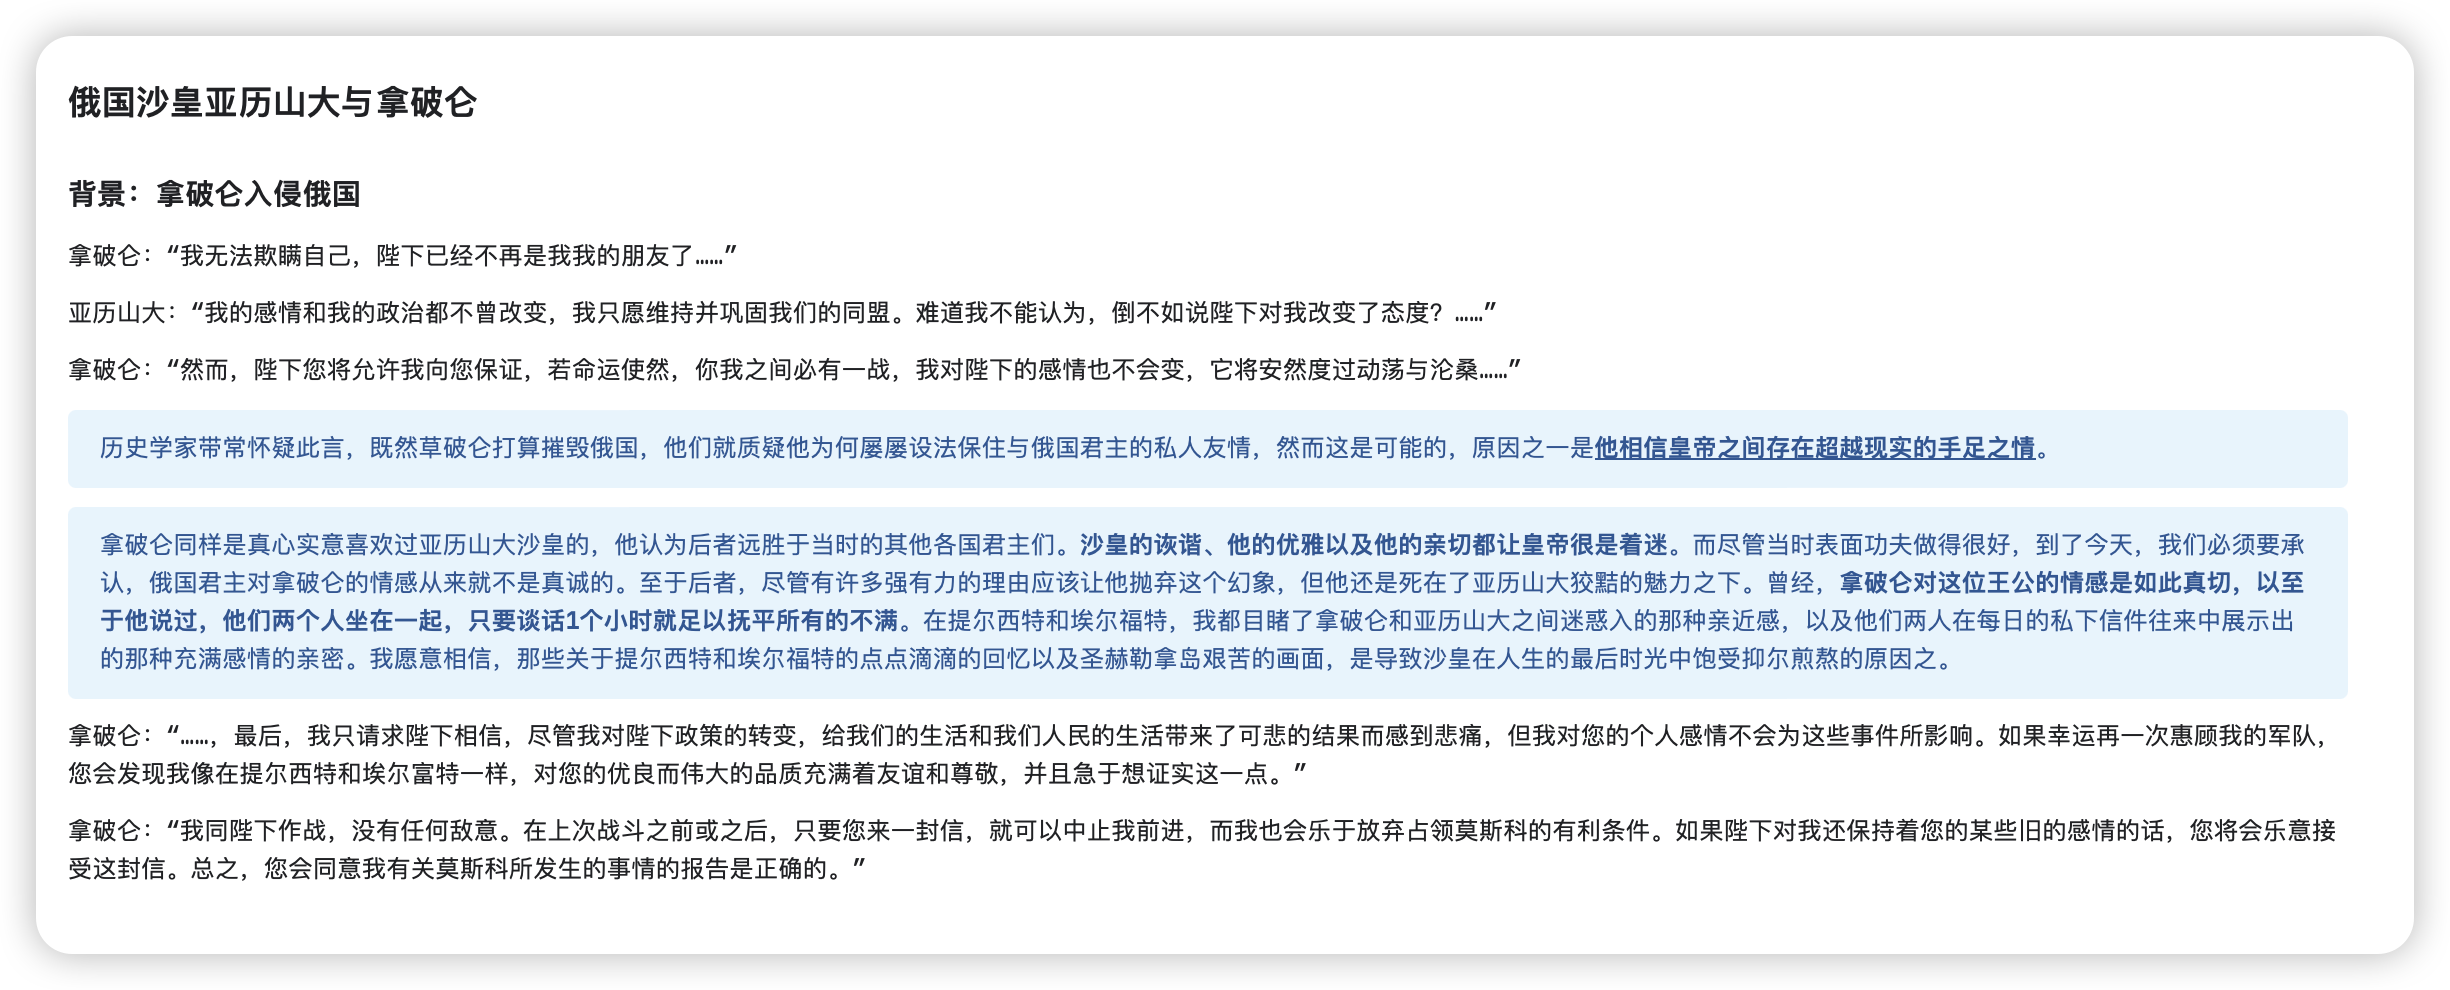 俄国沙皇亚历山大与拿破仑
背景：拿破仑入侵俄国
拿破仑：“我无法欺瞒自己，陛下已经不再是我我的朋友了……”
亚历山大：“我的感情和我的政治都不曾改变，我只愿维持并巩固我们的同盟。难道我不能认为，倒不如说陛下对我改变了态度？……”
拿破仑：“然而，陛下您将允许我向您保证，若命运使然，你我之间必有一战，我对陛下的感情也不会变，它将安然度过动荡与沦桑……”
历史学家带常怀疑此言，既然草破仑打算摧毁俄国，他们就质疑他为何屡屡设法保住与俄国君主的私人友情，然而这是可能的，原因之一是他相信皇帝之间存在超越现实的手足之情。
拿破仑同样是真心实意喜欢过亚历山大沙皇的，他认为后者远胜于当时的其他各国君主们。沙皇的诙谐、他的优雅以及他的亲切都让皇帝很是着迷。而尽管当时表面功夫做得很好，到了今天，我们必须要承
认，俄国君主对拿破仑的情感从来就不是真诚的。至于后者，尽管有许多强有力的理由应该让他抛弃这个幻象，但他还是死在了亚历山大狡黠的魅力之下。曾经，拿破仑对这位王公的情感是如此真切，以至
于他说过，他们两个人坐在一起，只要谈话1个小时就足以抚平所有的不满。在提尔西特和埃尔福特，我都目睹了拿破仑和亚历山大之间迷惑入的那种亲近感，以及他们两人在每日的私下信件往来中展示出
的那种充满感情的亲密。我愿意相信，那些关于提尔西特和埃尔福特的点点滴滴的回忆以及圣赫勒拿岛艰苦的画面，是导致沙皇在人生的最后时光中饱受抑尔煎熬的原因之。
拿破仑：“……，最后，我只请求陛下相信，尽管我对陛下政策的转变，给我们的生活和我们人民的生活带来了可悲的结果而感到悲痛，但我对您的个人感情不会为这些事件所影响。如果幸运再一次惠顾我的军队，
您会发现我像在提尔西特和埃尔富特一样，对您的优良而伟大的品质充满着友谊和尊敬，并且急于想证实这一点。”
拿破仑：“我同陛下作战，没有任何敌意。在上次战斗之前或之后，只要您来一封信，就可以中止我前进，而我也会乐于放弃占领莫斯科的有利条件。如果陛下对我还保持着您的某些旧的感情的话，您将会乐意接
受这封信。总之，您会同意我有关莫斯科所发生的事情的报告是正确的。”